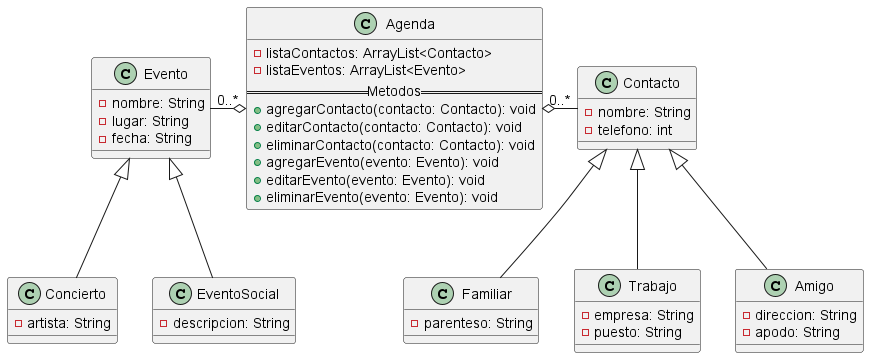 C Agenda
listaContactos: ArrayList<Contacto>
listaEventos: ArrayList<Evento>
Metodos
agregarContacto(contacto: Contacto): void
editarContacto(contacto: Contacto): void
eliminarContacto(contacto: Contacto): void
agregarEvento(evento: Evento): void
editarEvento(evento: Evento): void
eliminarEvento(evento: Evento): void
C Evento
nombre: String
lugar: String
fecha: String
0..*
0..*
C Contacto
nombre: String
telefono: int
C Concierto
artista: String
C EventoSocial
descripcion: String
C Familiar
parenteso: String
C Trabajo
empresa: String
puesto: String
C Amigo
direccion: String
apodo: String